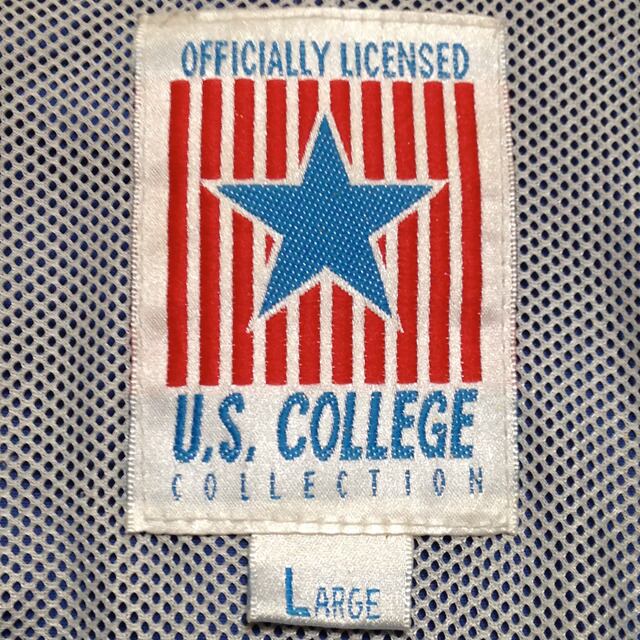 OFFICIALLY LICENSED
U.S. COLLEGE
COLLECTION
LARGE